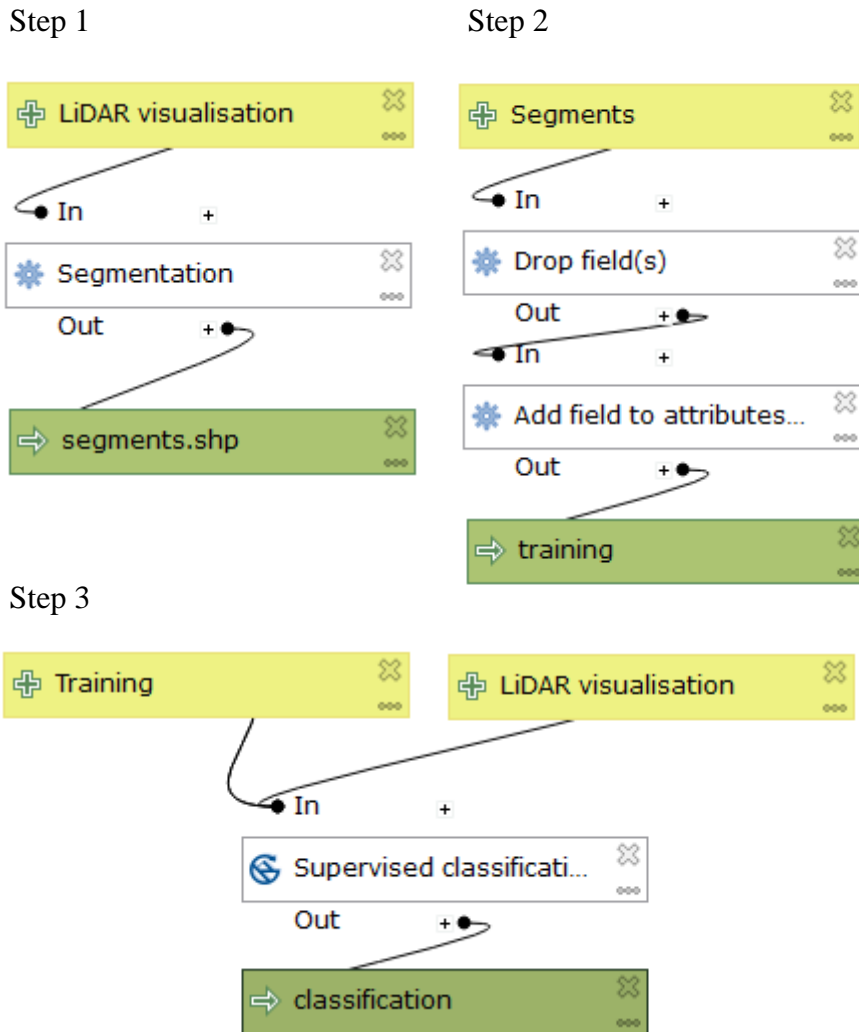 Step 1
LiDAR visualisation
In
+
Segmentation
Out
+
segments.shp
Step 2
Segments
In
+
Drop field(s)
Out
+
In
+
Add field to attributes...
Out
+
training
Step 3
Training
LiDAR visualisation
In
+
Supervised classificati...
Out
+
classification